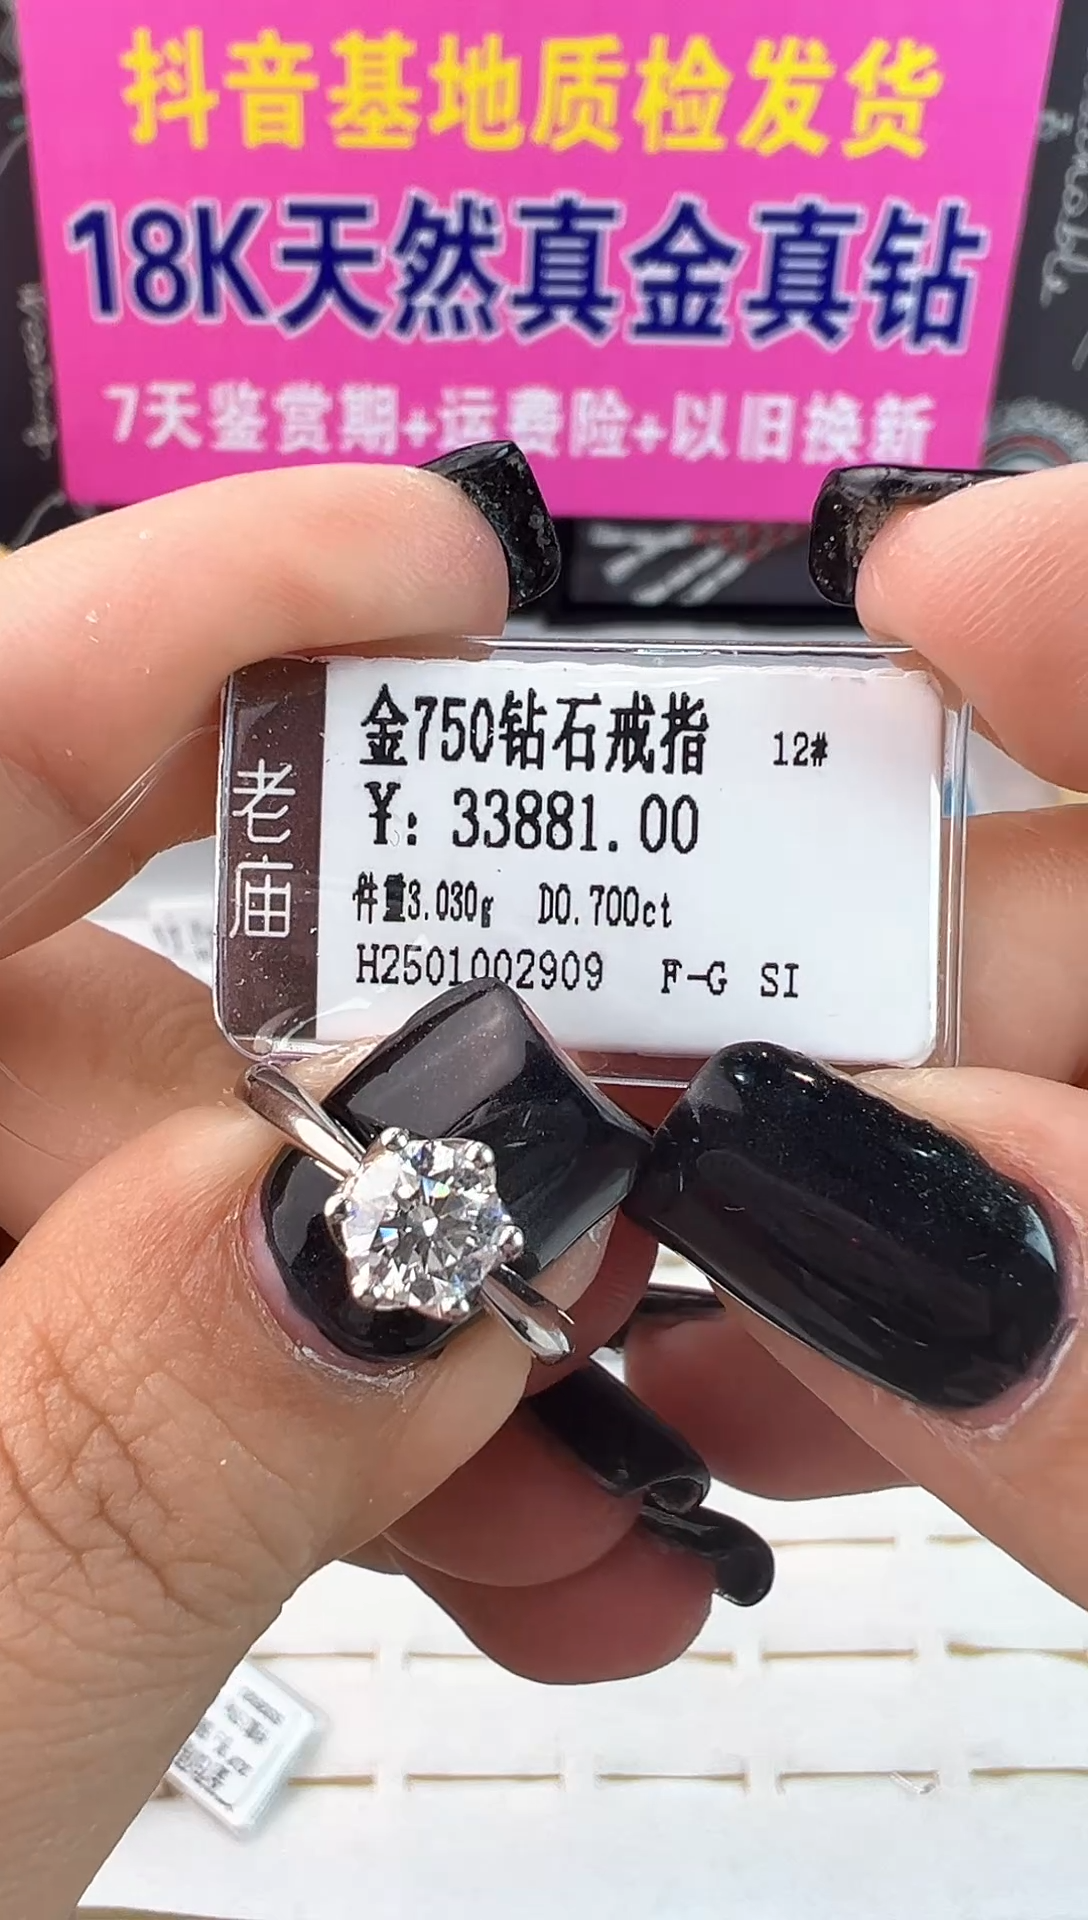 抖音基地质检发货
18K天然真金真钻
7天鉴赏期+运费险+以旧换新
老庙
金750钻石戒指 12#
¥: 33881.00
件重3.030g D0.700ct
H2501002909 F-G SI